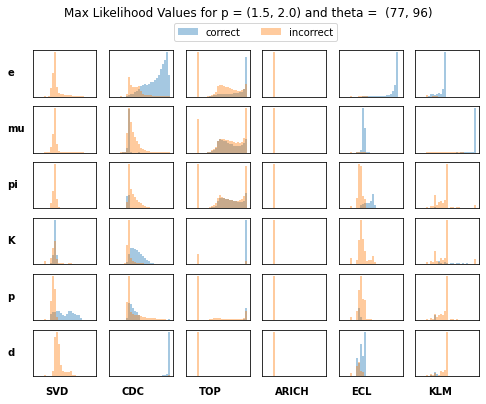 Max Likelihood Values for p = (1.5, 2.0) and theta =  (77, 96)
correct incorrect
e
mu
pi
K
p
d
SVD CDC TOP ARICH ECL KLM